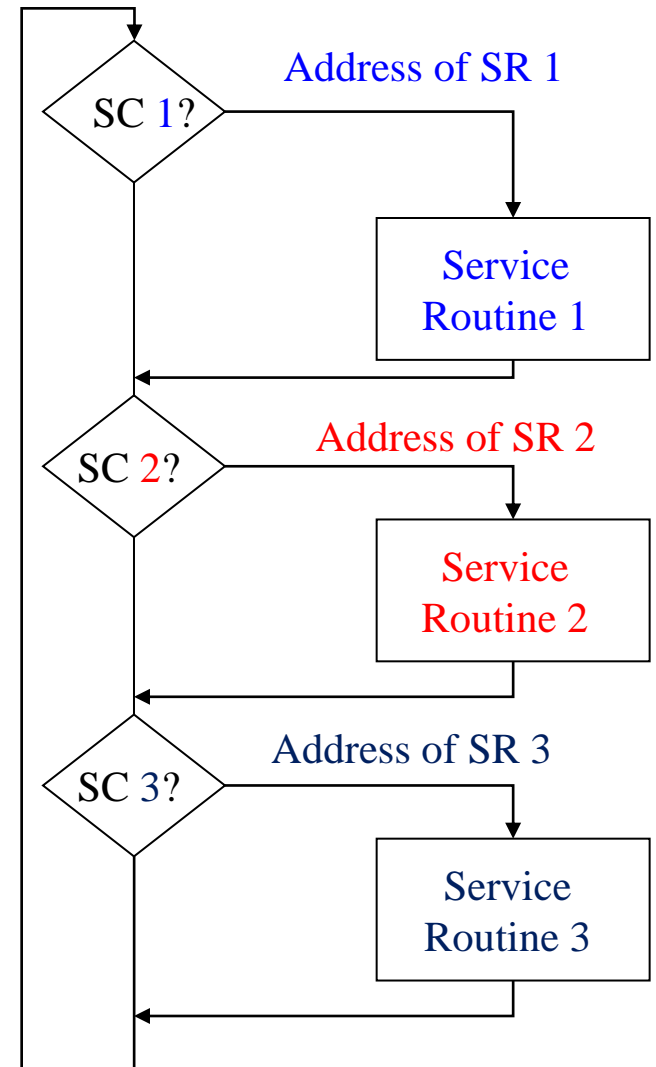 Address of SR 1
SC 1?
Service
Routine 1
Address of SR 2
SC 2?
Service
Routine 2
Address of SR 3
SC 3?
Service
Routine 3